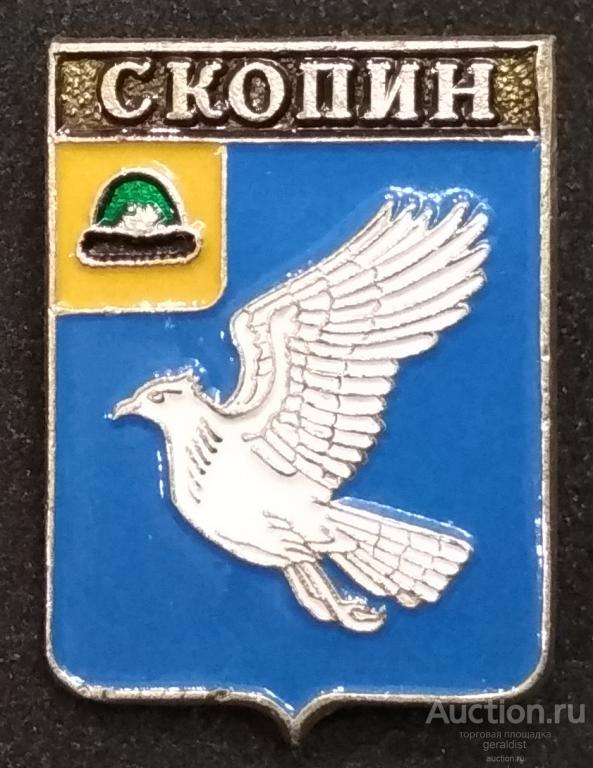 СКОПИН
Auction.ru
торговая площадка
geraldist
auction.ru